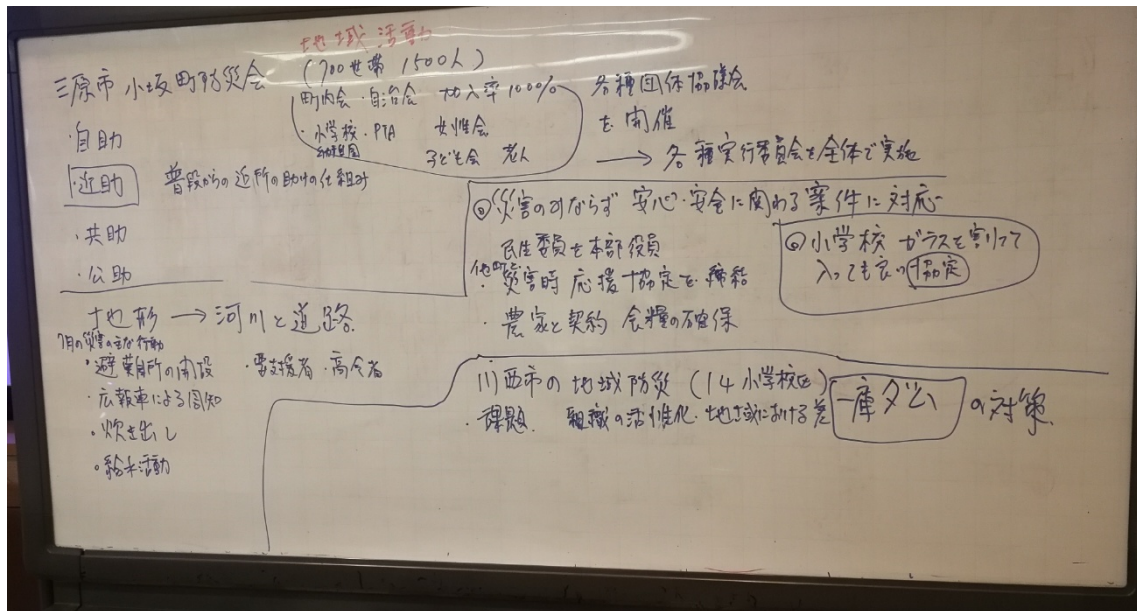 地域活動
三原市 小坂町防災会
(700世帯 1500人)
町内会・自治会 加入率100%
・小学校・PTA 女性会
幼稚園
子ども会 老人
各種団体協議会
を開催
→ 各種実行委員会を全体で実施
・自助
・近助 普段からの近所の助けの仕組み
・共助
・公助
◎災害のみならず 安心・安全に関わる案件に対応
民生委員を本部役員
他町と
・災害時 応援協定を締結
・農家と契約 食糧の確保
◎小学校 ガラスを割って
入っても良い 協定
地形 → 河川と道路
7月の災害の主な行動
・避難所の開設 ・要支援者・高令者
・広報車による周知
・炊き出し
・給水活動
川西市の地域防災 (14小学校区)
・課題 組織の活性化・地域における差
一庫ダム の対策